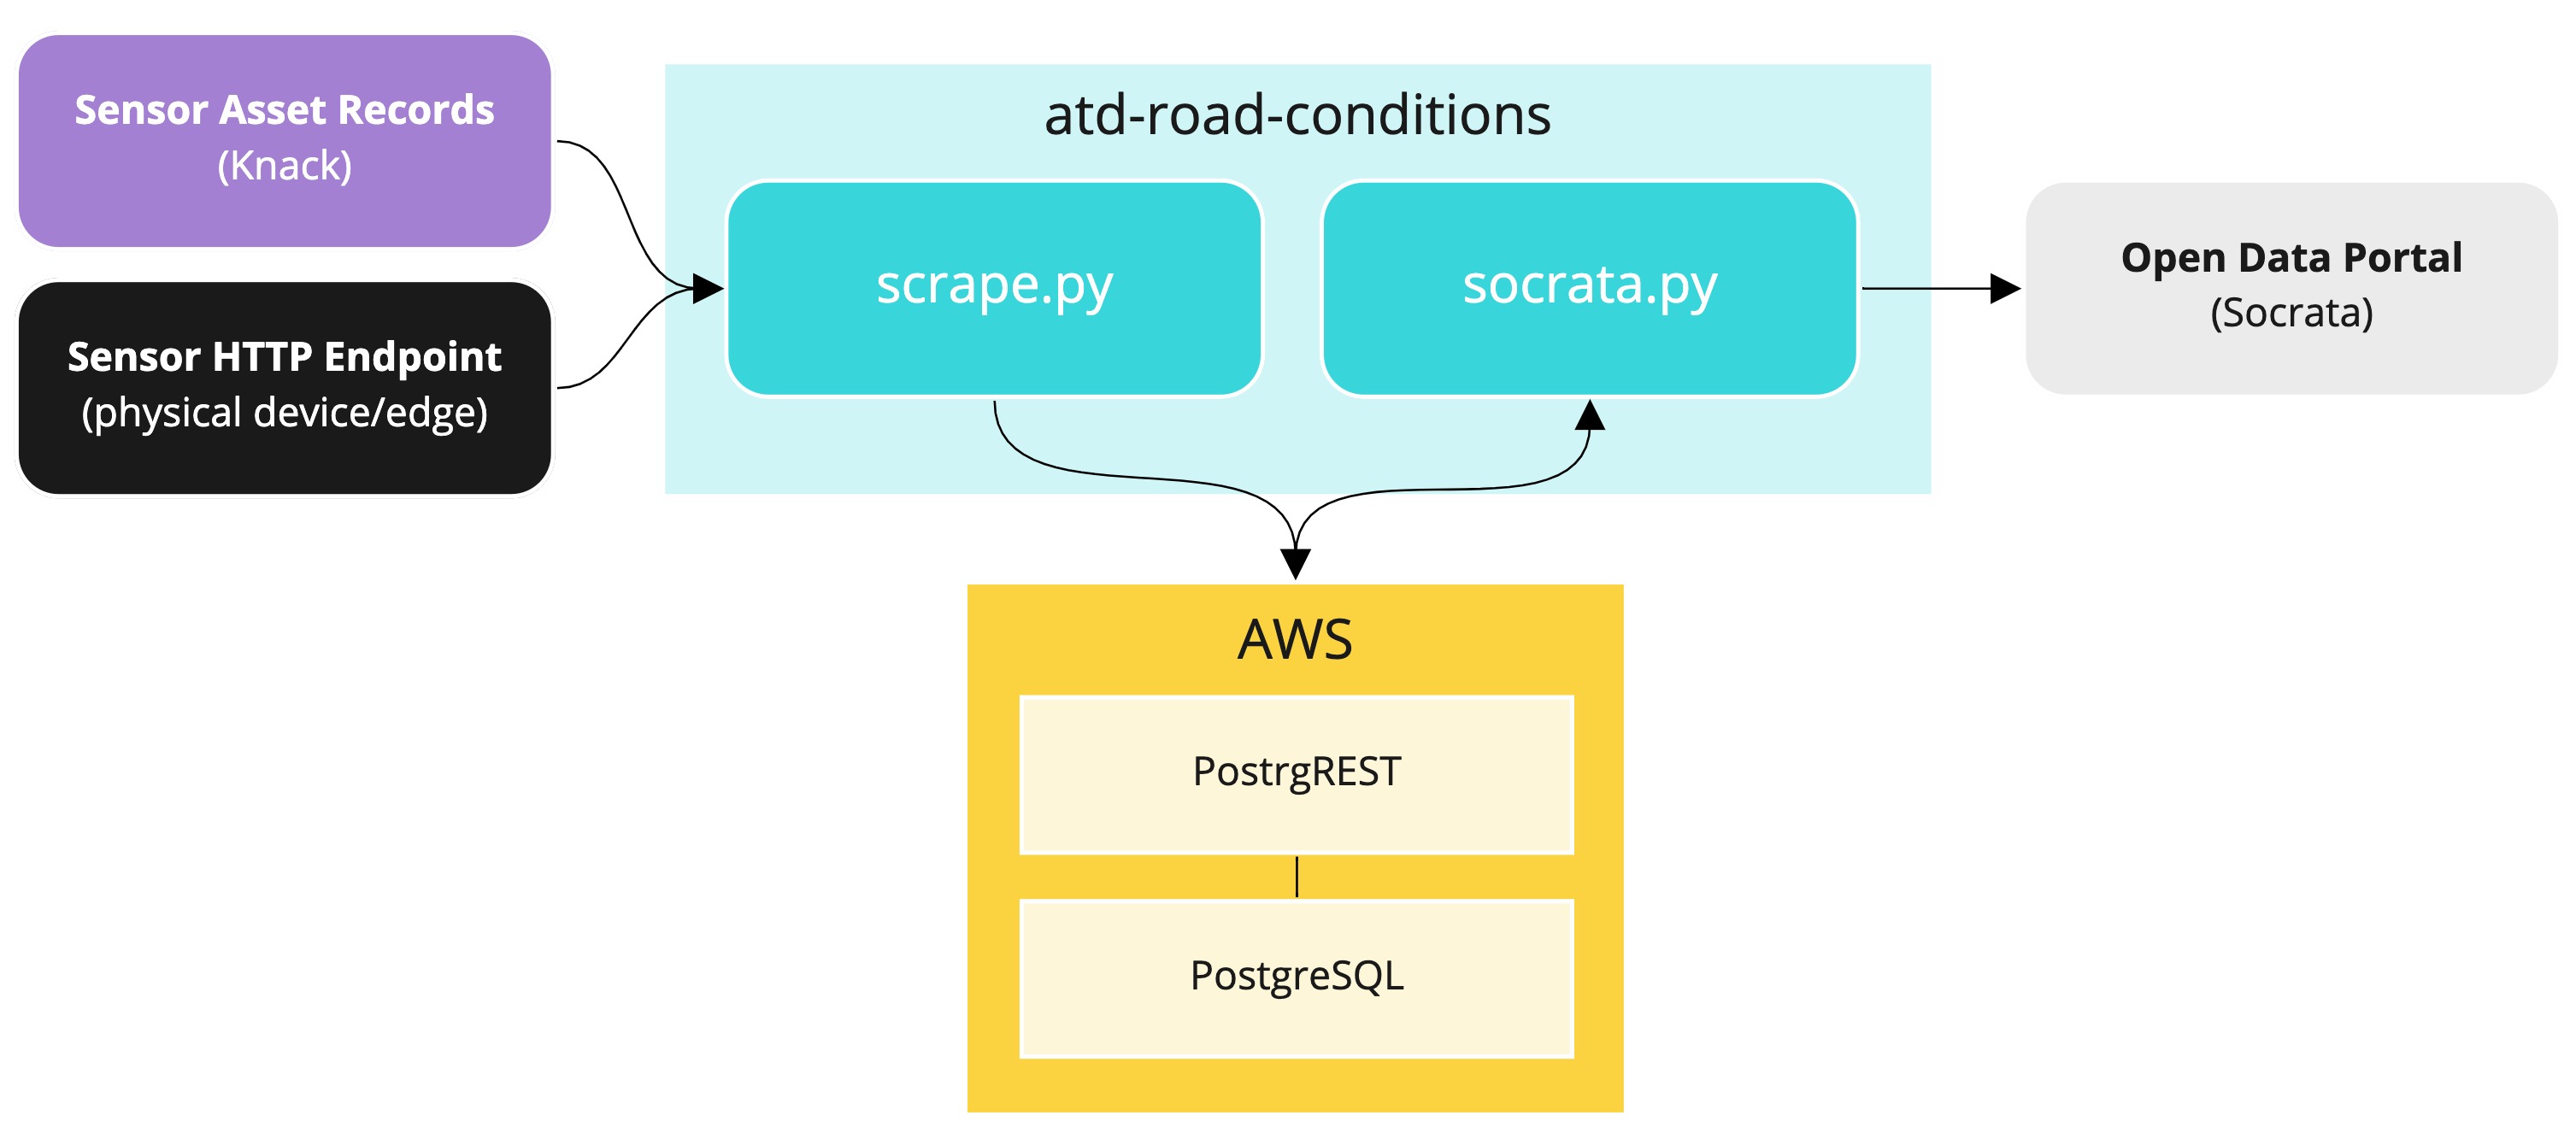 Sensor Asset Records
(Knack)
Sensor HTTP Endpoint
(physical device/edge)
atd-road-conditions
scrape.py
socrata.py
Open Data Portal
(Socrata)
AWS
PostrgREST
PostgreSQL